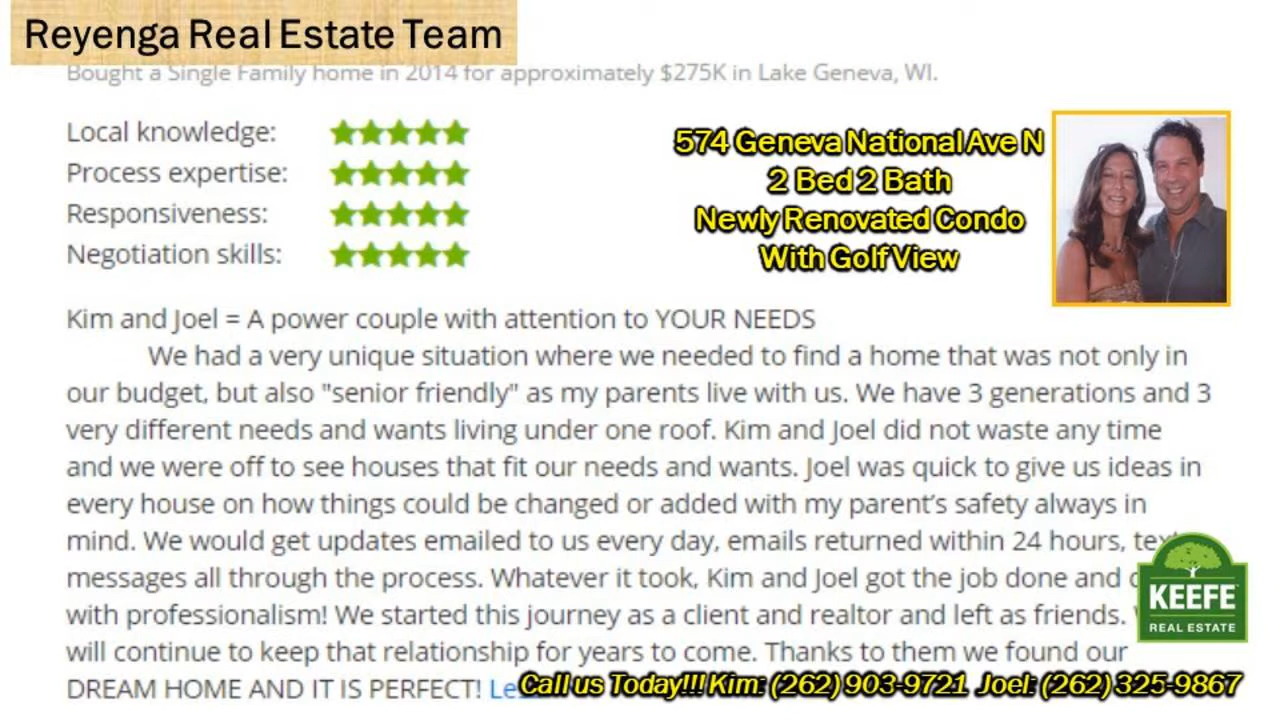 Reyenga Real Estate Team
Bought a Single Family home in 2014 for approximately $275K in Lake Geneva, WI.
Local knowledge:
Process expertise:
Responsiveness:
Negotiation skills:
574 Geneva National Ave N
2 Bed 2 Bath
Newly Renovated Condo
With Golf View
Kim and Joel = A power couple with attention to YOUR NEEDS
We had a very unique situation where we needed to find a home that was not only in
our budget, but also "senior friendly" as my parents live with us. We have 3 generations and 3
very different needs and wants living under one roof. Kim and Joel did not waste any time
and we were off to see houses that fit our needs and wants. Joel was quick to give us ideas in
every house on how things could be changed or added with my parent's safety always in
mind. We would get updates emailed to us every day, emails returned within 24 hours,
messages all through the process. Whatever it took, Kim and Joel got the job done and
with professionalism! We started this journey as a client and realtor and left as friends.
will continue to keep that relationship for years to come. Thanks to them we found our
DREAM HOME AND IT IS PERFECT!
KEEFE
REAL ESTATE
Call us Today!!! Kim: (262) 903-9721 Joel: (262) 325-9867